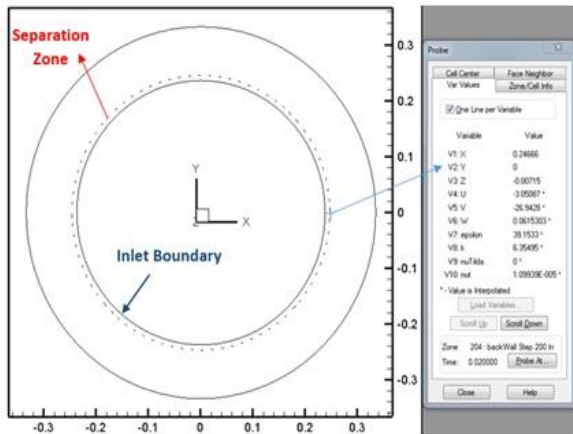 Separation
Zone
Inlet Boundary
Y
Z
X
0.3
0.2
0.1
0
-0.1
-0.2
-0.3
-0.3 -0.2 -0.1 0 0.1 0.2 0.3
Probe
Cell Center Face Neighbor
Var Values Zone/Cell Info
One Line per Variable
Variable Value
V1: X 0.24666
V2: Y 0
V3: Z -0.00715
V4: U -3.05087 *
V5: V -26.9428 *
V6: W 0.0615303 *
V7: epsilon 39.1533 *
V8: k 6.35495 *
V9: nuTilda 0 *
V10: nut 1.09939E-005 *
* - Value is Interpolated
Load Variables...
Scroll Up Scroll Down
Zone 204 : backWall Step 200 In
Time: 0.020000 Probe At...
Close Help